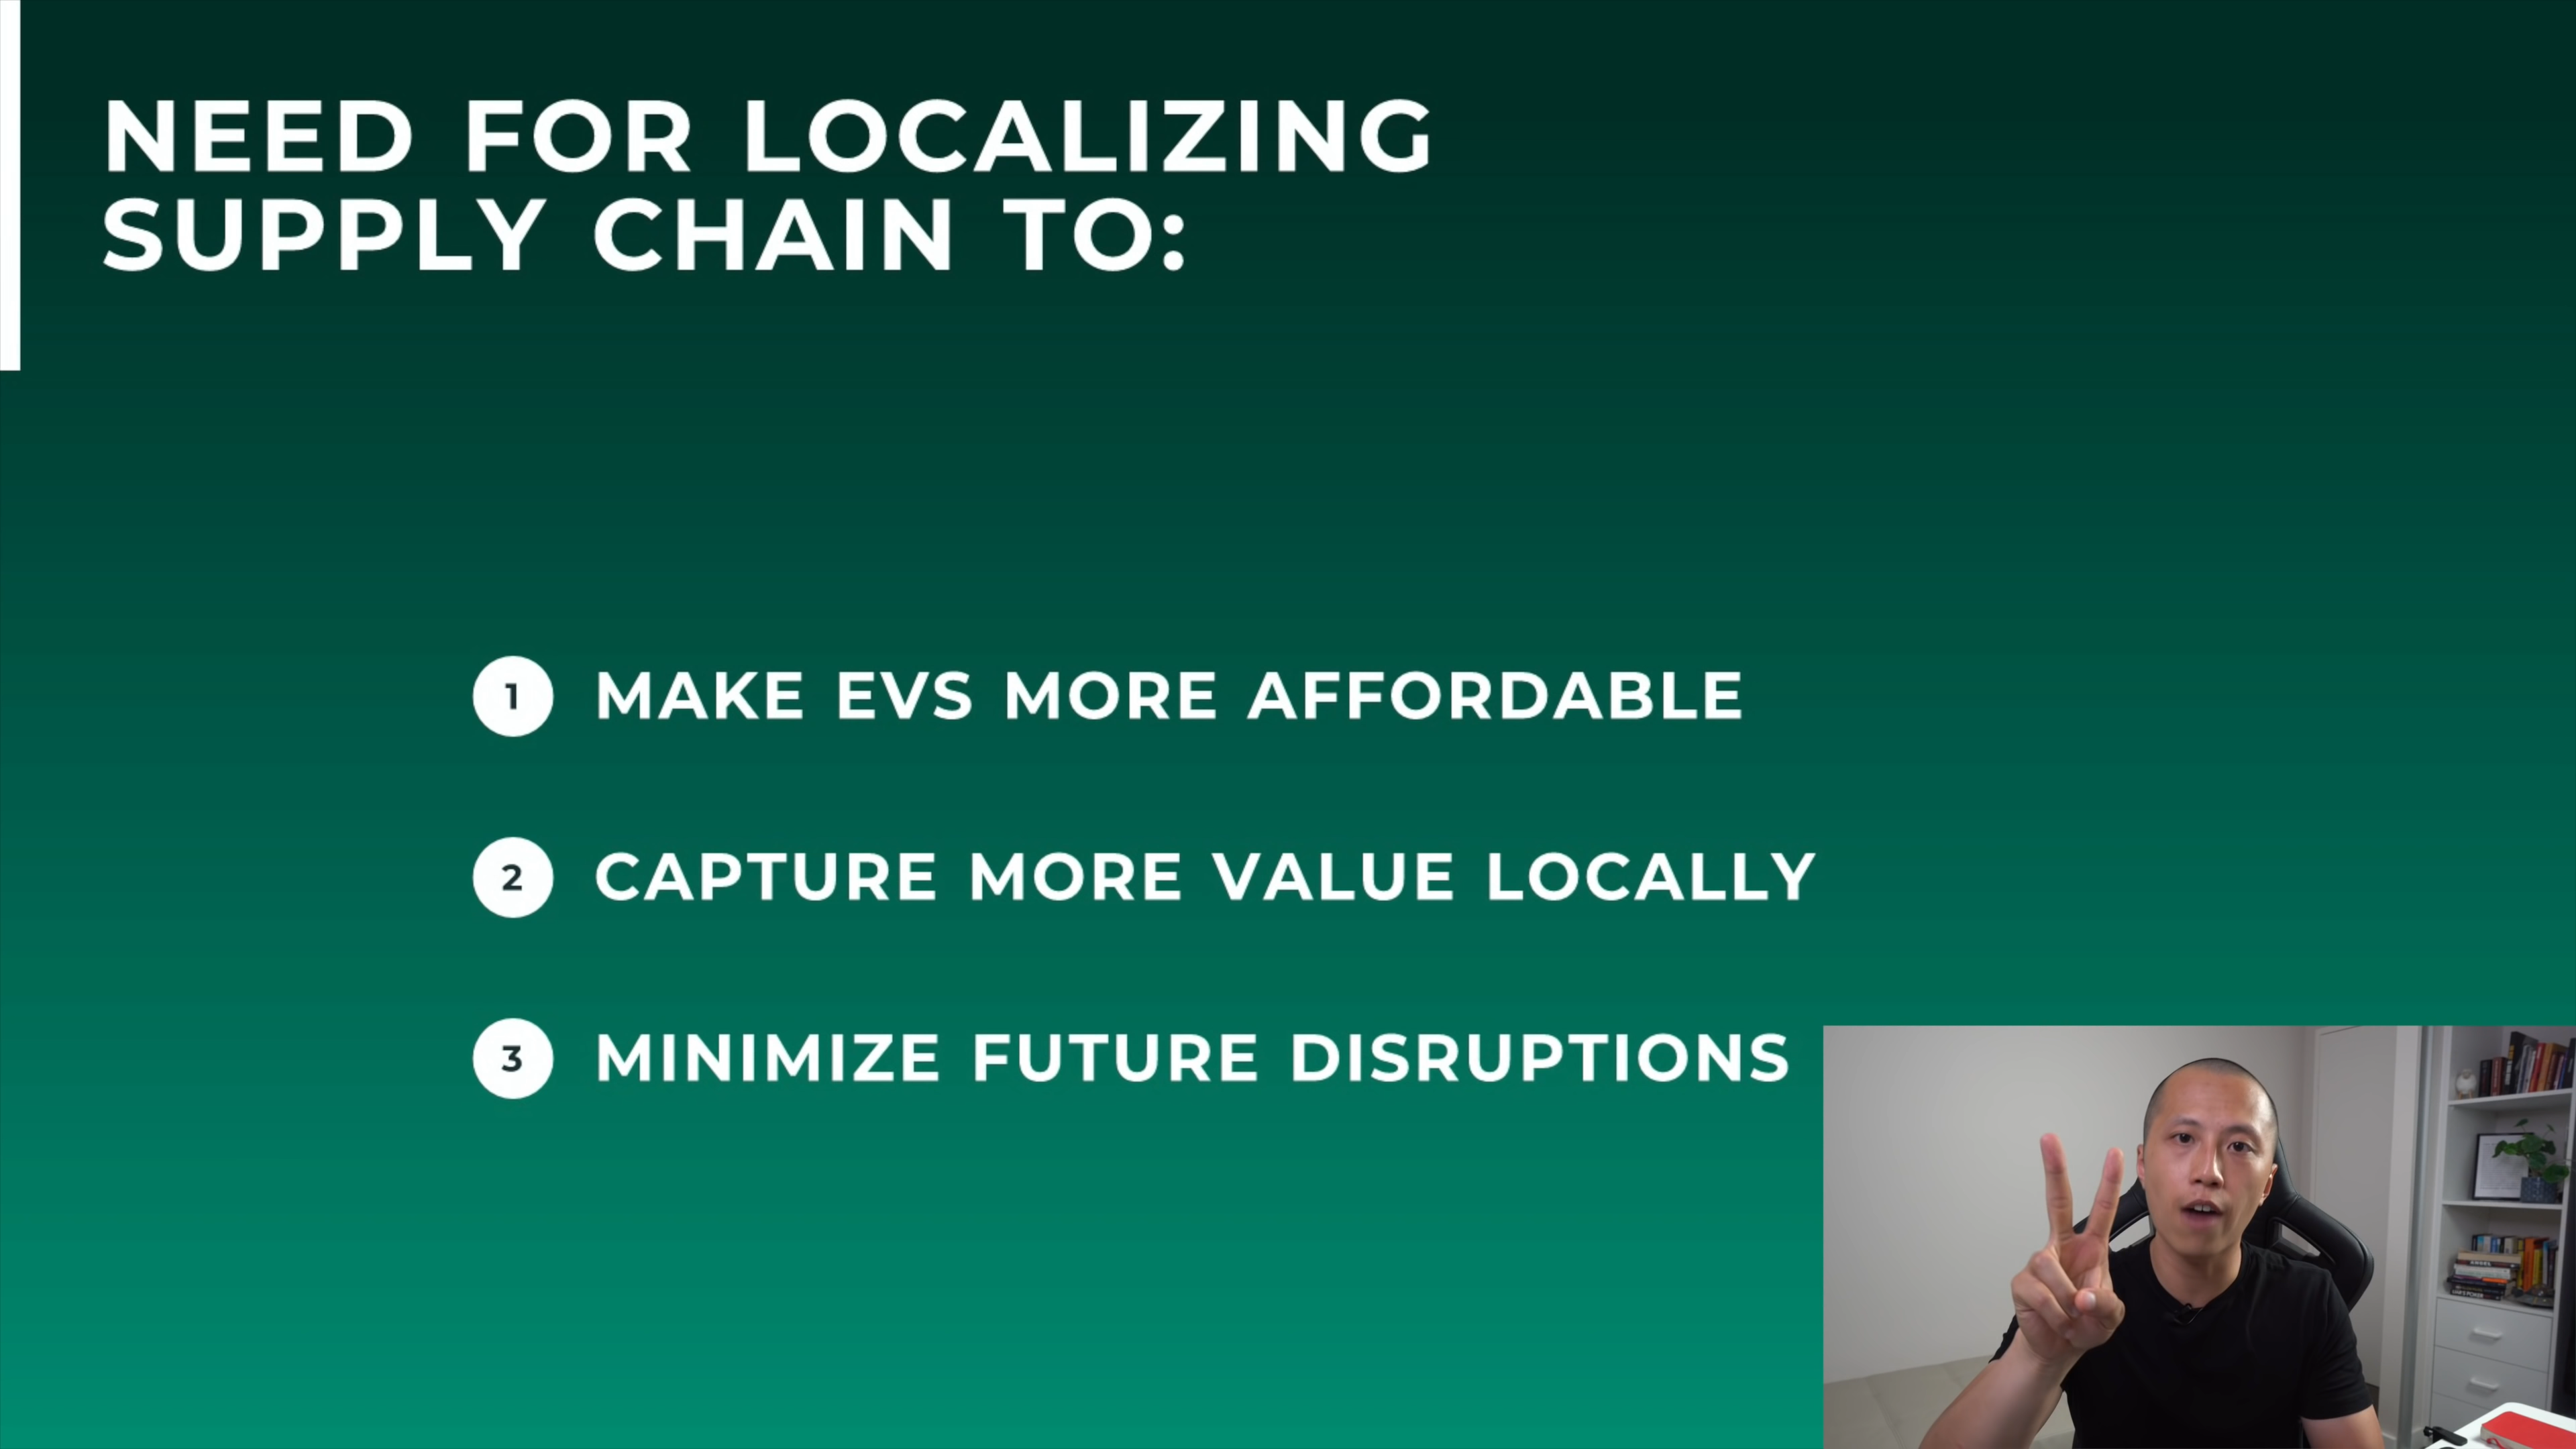 NEED FOR LOCALIZING
SUPPLY CHAIN TO:
1 MAKE EVS MORE AFFORDABLE
2 CAPTURE MORE VALUE LOCALLY
3 MINIMIZE FUTURE DISRUPTIONS